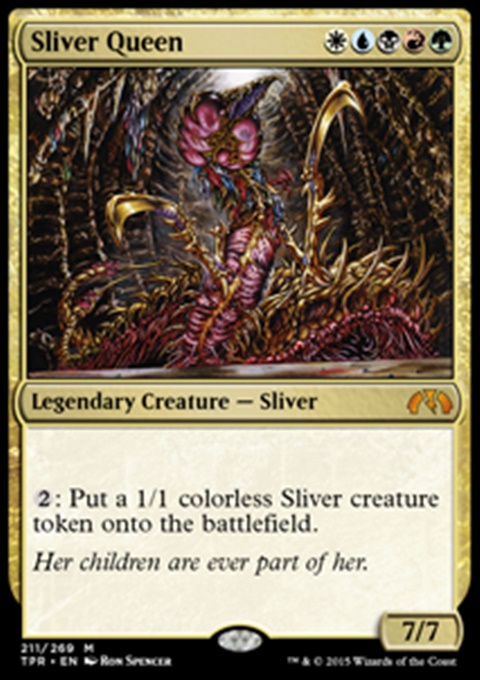 Sliver Queen
Legendary Creature — Sliver
2: Put a 1/1 colorless Sliver creature
token onto the battlefield.
Her children are ever part of her.
7/7
211/269 M
TPR • EN Ron Spencer
™ & © 2015 Wizards of the Coast